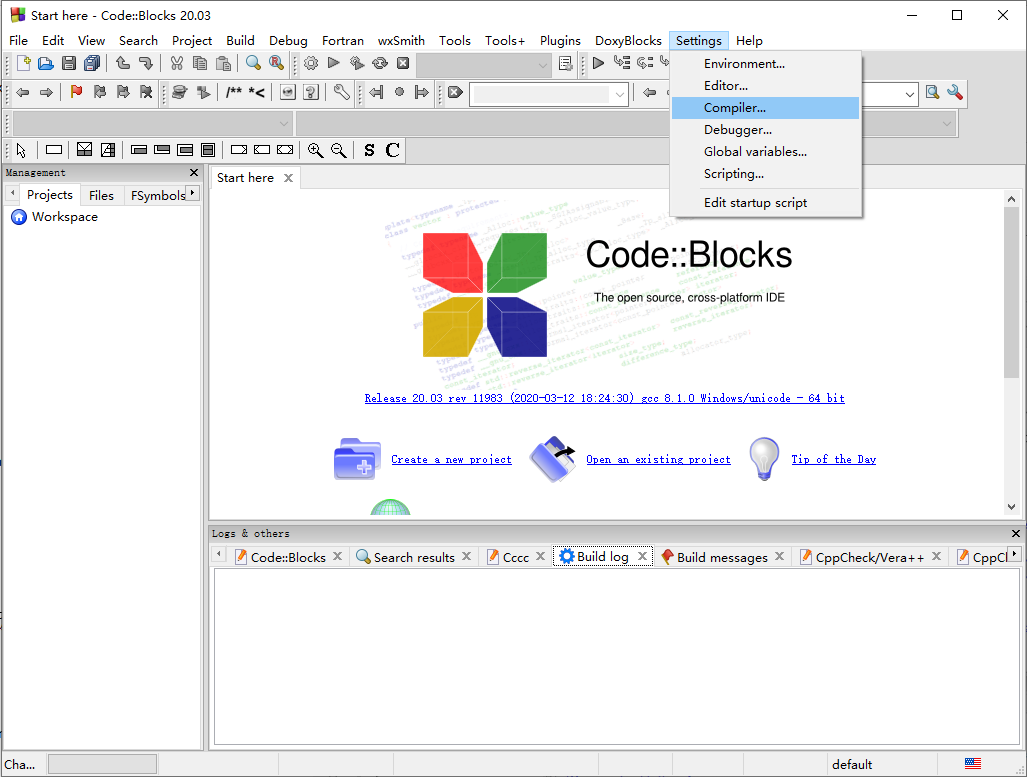 Start here - Code::Blocks 20.03
File Edit View Search Project Build Debug Fortran wxSmith Tools Tools+ Plugins DoxyBlocks Settings Help
Environment...
Editor...
Compiler...
Debugger...
Global variables...
Scripting...
Edit startup script
/** *<
S C
Management
Projects Files FSymbols
Workspace
Start here
Code::Blocks
The open source, cross-platform IDE
Release 20.03 rev 11983 (2020-03-12 18:24:30) gcc 8.1.0 Windows/unicode - 64 bit
Create a new project Open an existing project Tip of the Day
Logs & others
Code::Blocks Search results Cccc Build log Build messages CppCheck/Vera++ CppCl
Cha... default